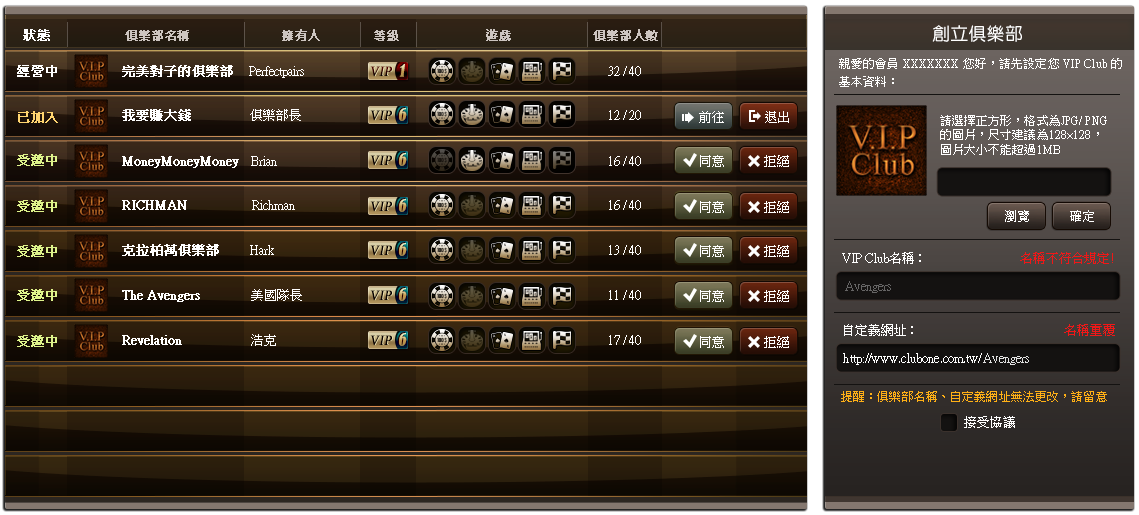 狀態 俱樂部名稱 擁有人 等級 遊戲 俱樂部人數
經營中 V.I.P Club 完美對子的俱樂部 Perfectpairs VIP 1 32 /40
已加入 V.I.P Club 我要賺大錢 俱樂部長 VIP 6 12 /20 前往 退出
受邀中 V.I.P Club MoneyMoneyMoney Brian VIP 6 16 /40 同意 拒絕
受邀中 V.I.P Club RICHMAN Richman VIP 6 16 /40 同意 拒絕
受邀中 V.I.P Club 克拉柏萬俱樂部 Hark VIP 6 13 /40 同意 拒絕
受邀中 V.I.P Club The Avengers 美國隊長 VIP 6 11 /40 同意 拒絕
受邀中 V.I.P Club Revelation 浩克 VIP 6 17 /40 同意 拒絕
創立俱樂部
親愛的會員 XXXXXXX 您好，請先設定您 VIP Club 的
基本資料：
V.I.P
Club
請選擇正方形，格式為JPG/PNG
的圖片，尺寸建議為128×128，
圖片大小不能超過1MB
瀏覽 確定
VIP Club名稱： 名稱不符合規定!
Avengers
自定義網址： 名稱重覆
http://www.clubone.com.tw/Avengers
提醒：俱樂部名稱、自定義網址無法更改，請留意
接受協議